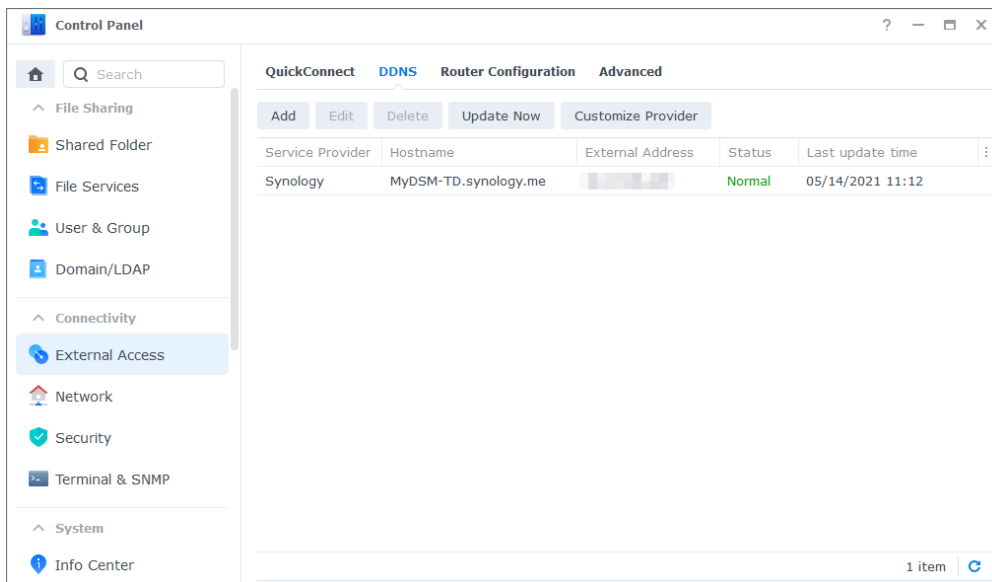 Control Panel
?
Search
QuickConnect DDNS Router Configuration Advanced
File Sharing
Add Edit Delete Update Now Customize Provider
Shared Folder
Service Provider Hostname External Address Status Last update time
File Services
Synology MyDSM-TD.synology.me Normal 05/14/2021 11:12
User & Group
Domain/LDAP
Connectivity
External Access
Network
Security
Terminal & SNMP
System
Info Center
1 item